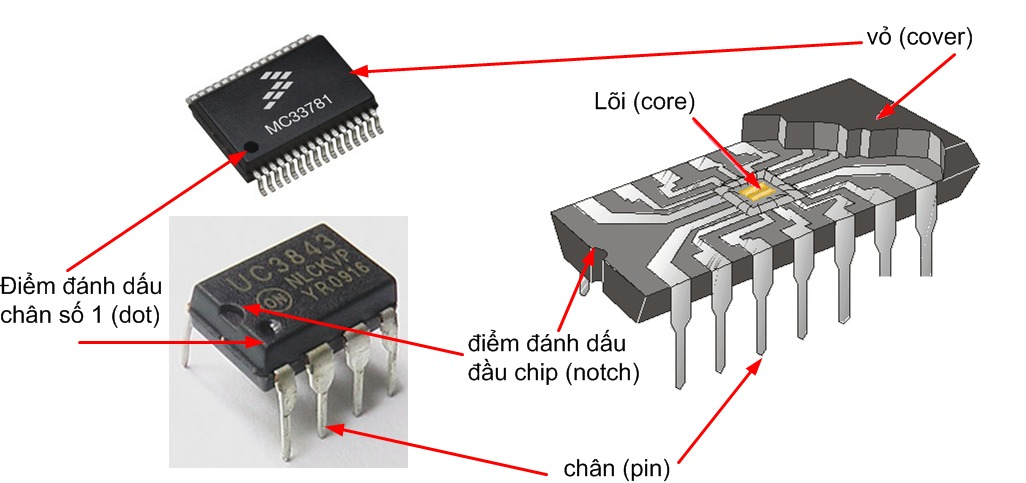 vỏ (cover)
Lõi (core)
MC33781
Điểm đánh dấu
chân số 1 (dot)
UC3843
NLCKVP
YR0916
ON
điểm đánh dấu
đầu chip (notch)
chân (pin)